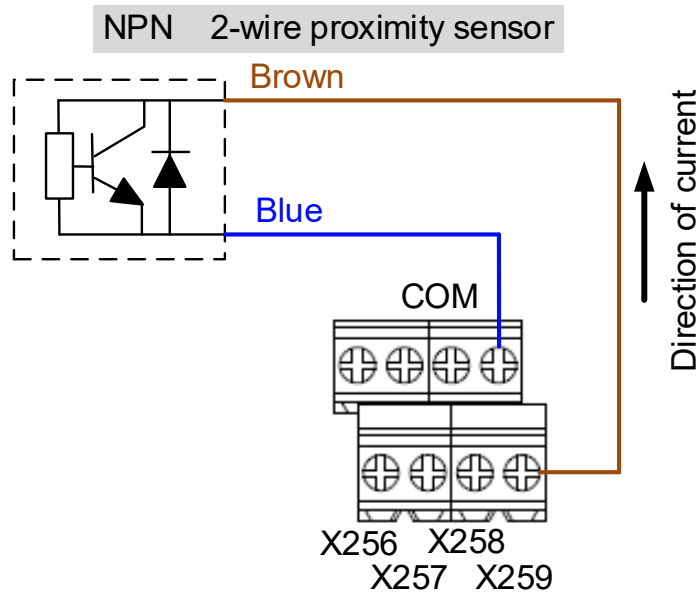 NPN 2-wire proximity sensor
Brown
Blue
COM
Direction of current
X256 X258
X257 X259